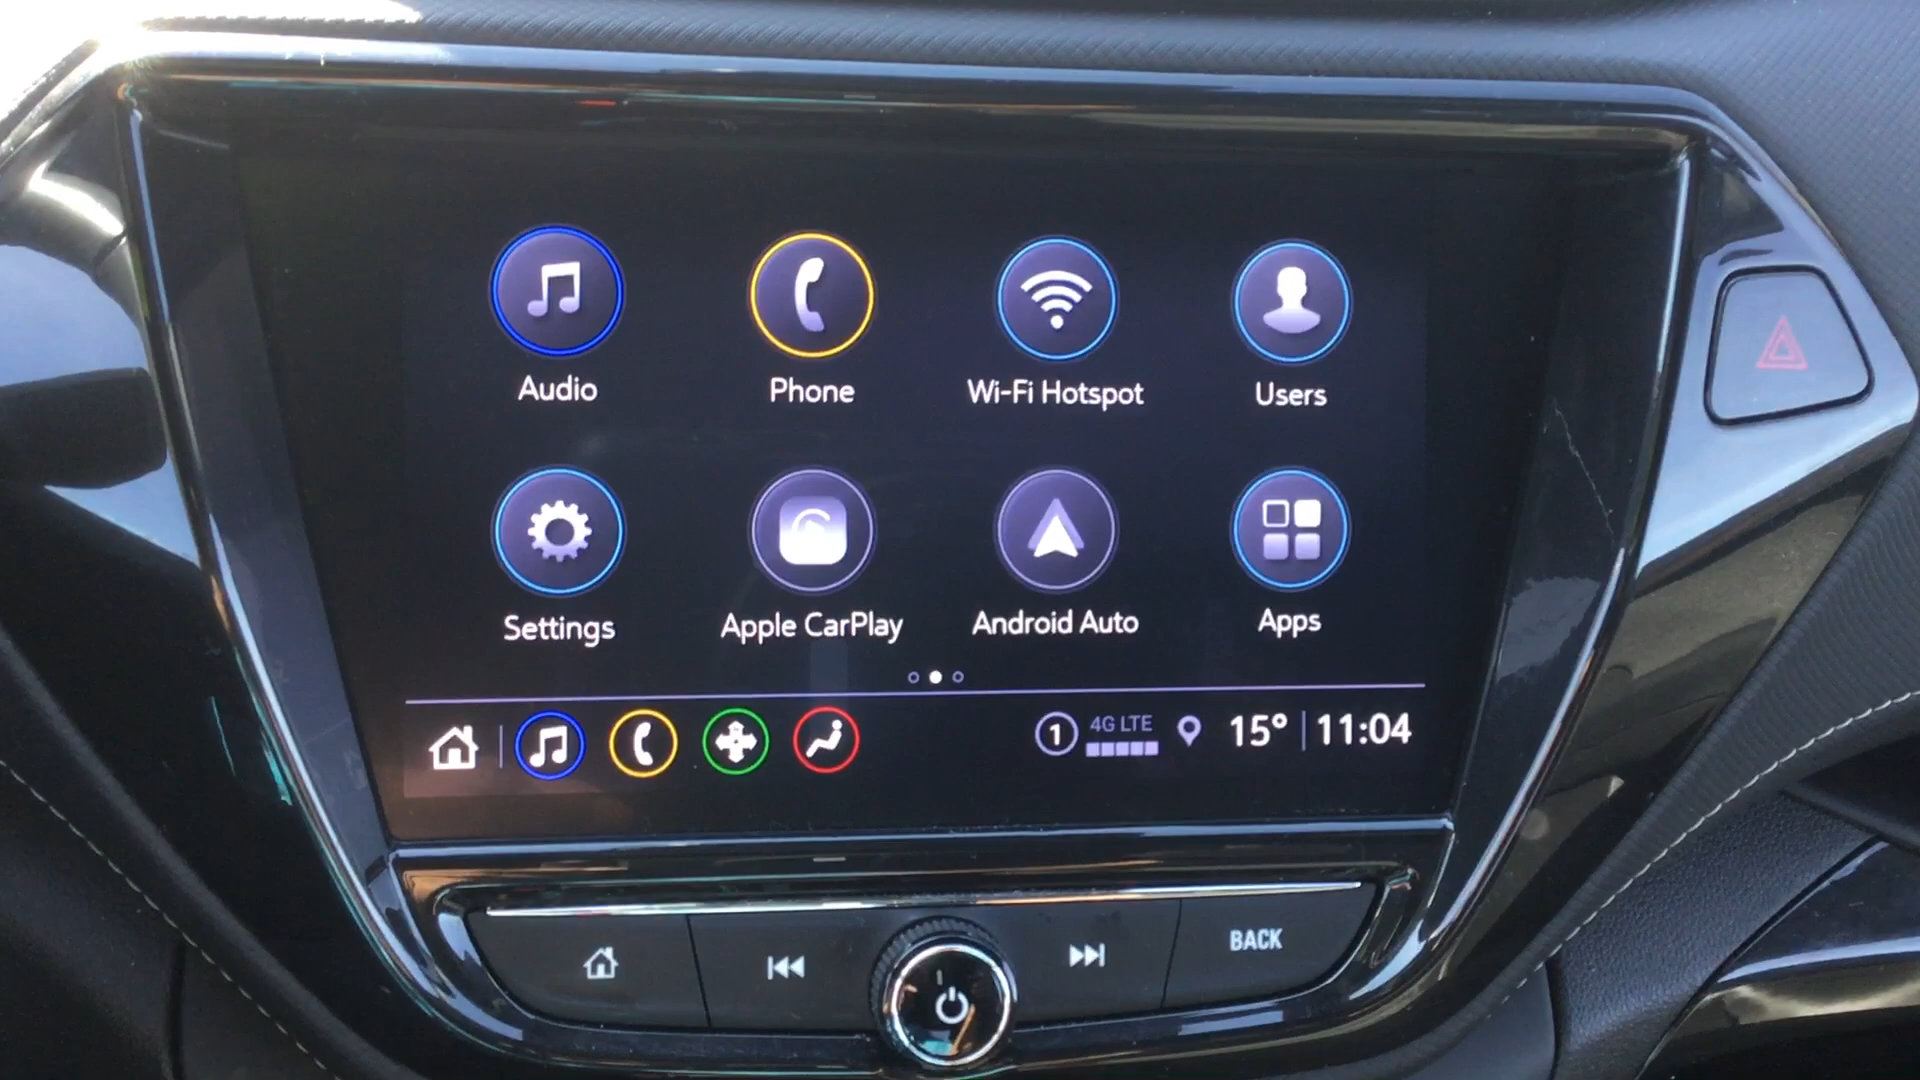 Audio Phone Wi-Fi Hotspot Users
Settings Apple CarPlay Android Auto Apps
1 4G LTE 15° 11:04
BACK